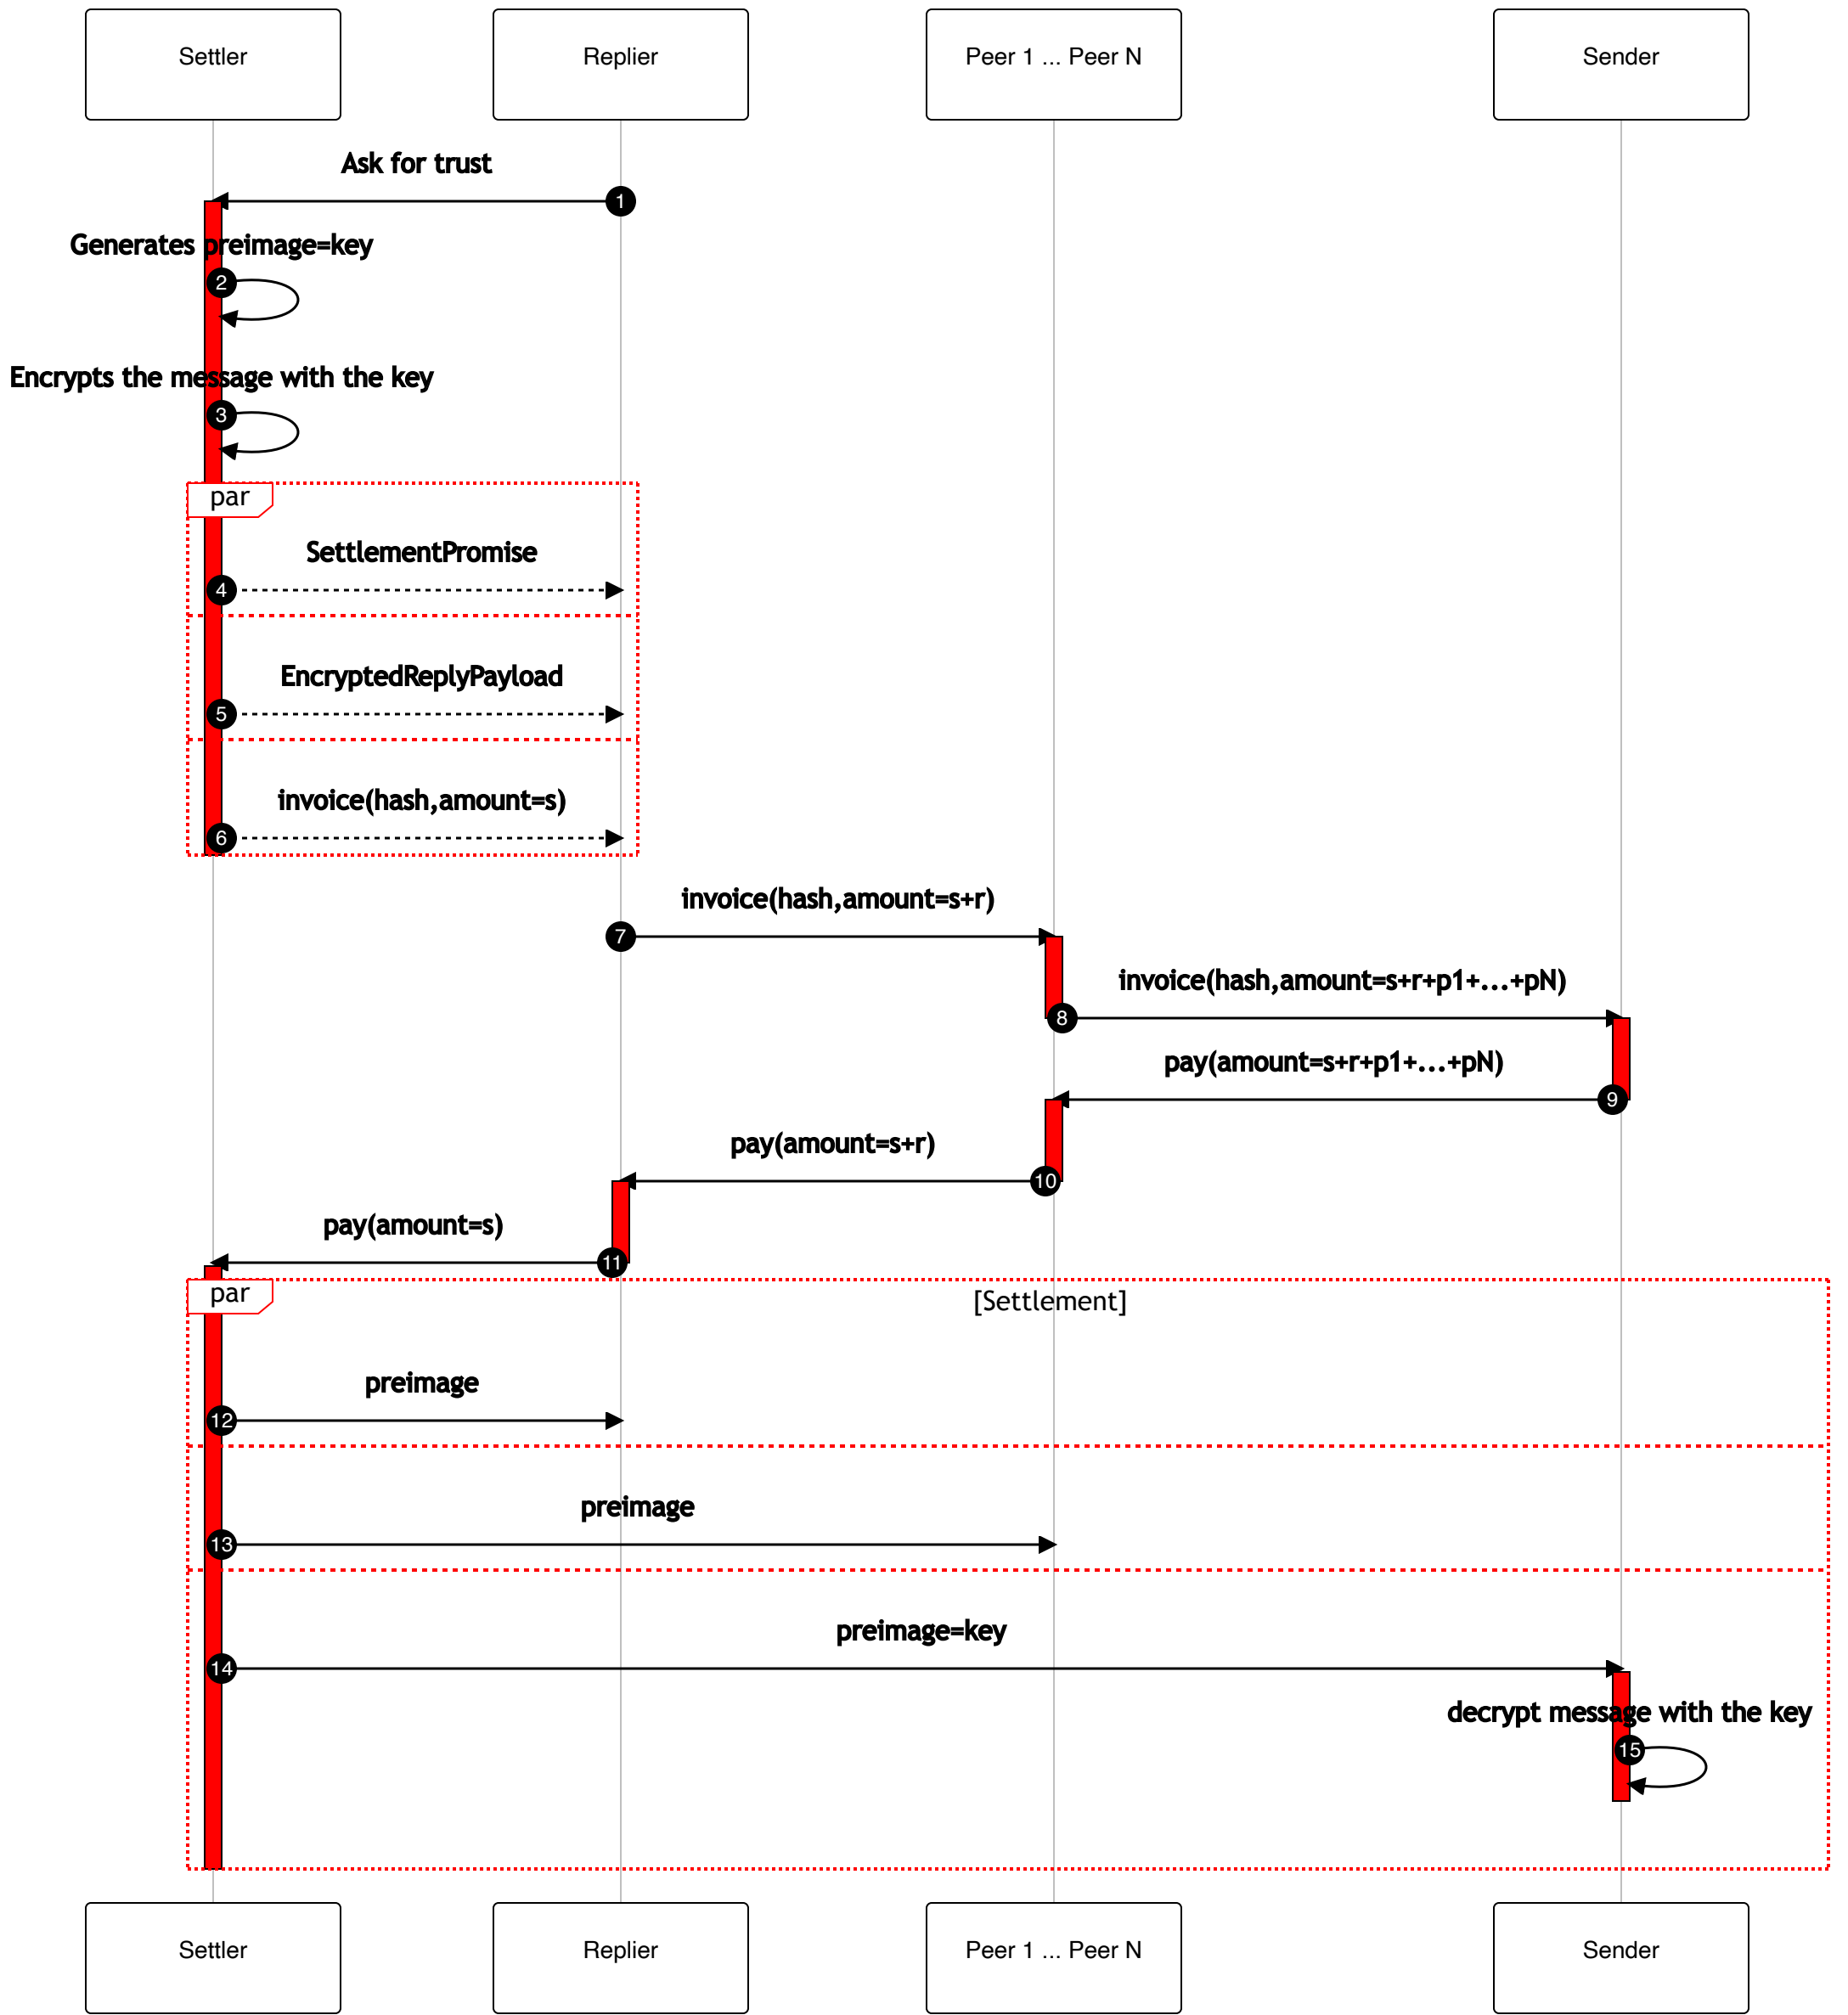 Settler
Replier
Peer 1 ... Peer N
Sender
Ask for trust
1
Generates preimage=key
2
Encrypts the message with the key
3
par
SettlementPromise
4
EncryptedReplyPayload
5
invoice(hash,amount=s)
6
invoice(hash,amount=s+r)
7
invoice(hash,amount=s+r+p1+...+pN)
8
pay(amount=s+r+p1+...+pN)
9
pay(amount=s+r)
10
pay(amount=s)
11
par
[Settlement]
preimage
12
preimage
13
preimage=key
14
decrypt message with the key
15
Settler
Replier
Peer 1 ... Peer N
Sender